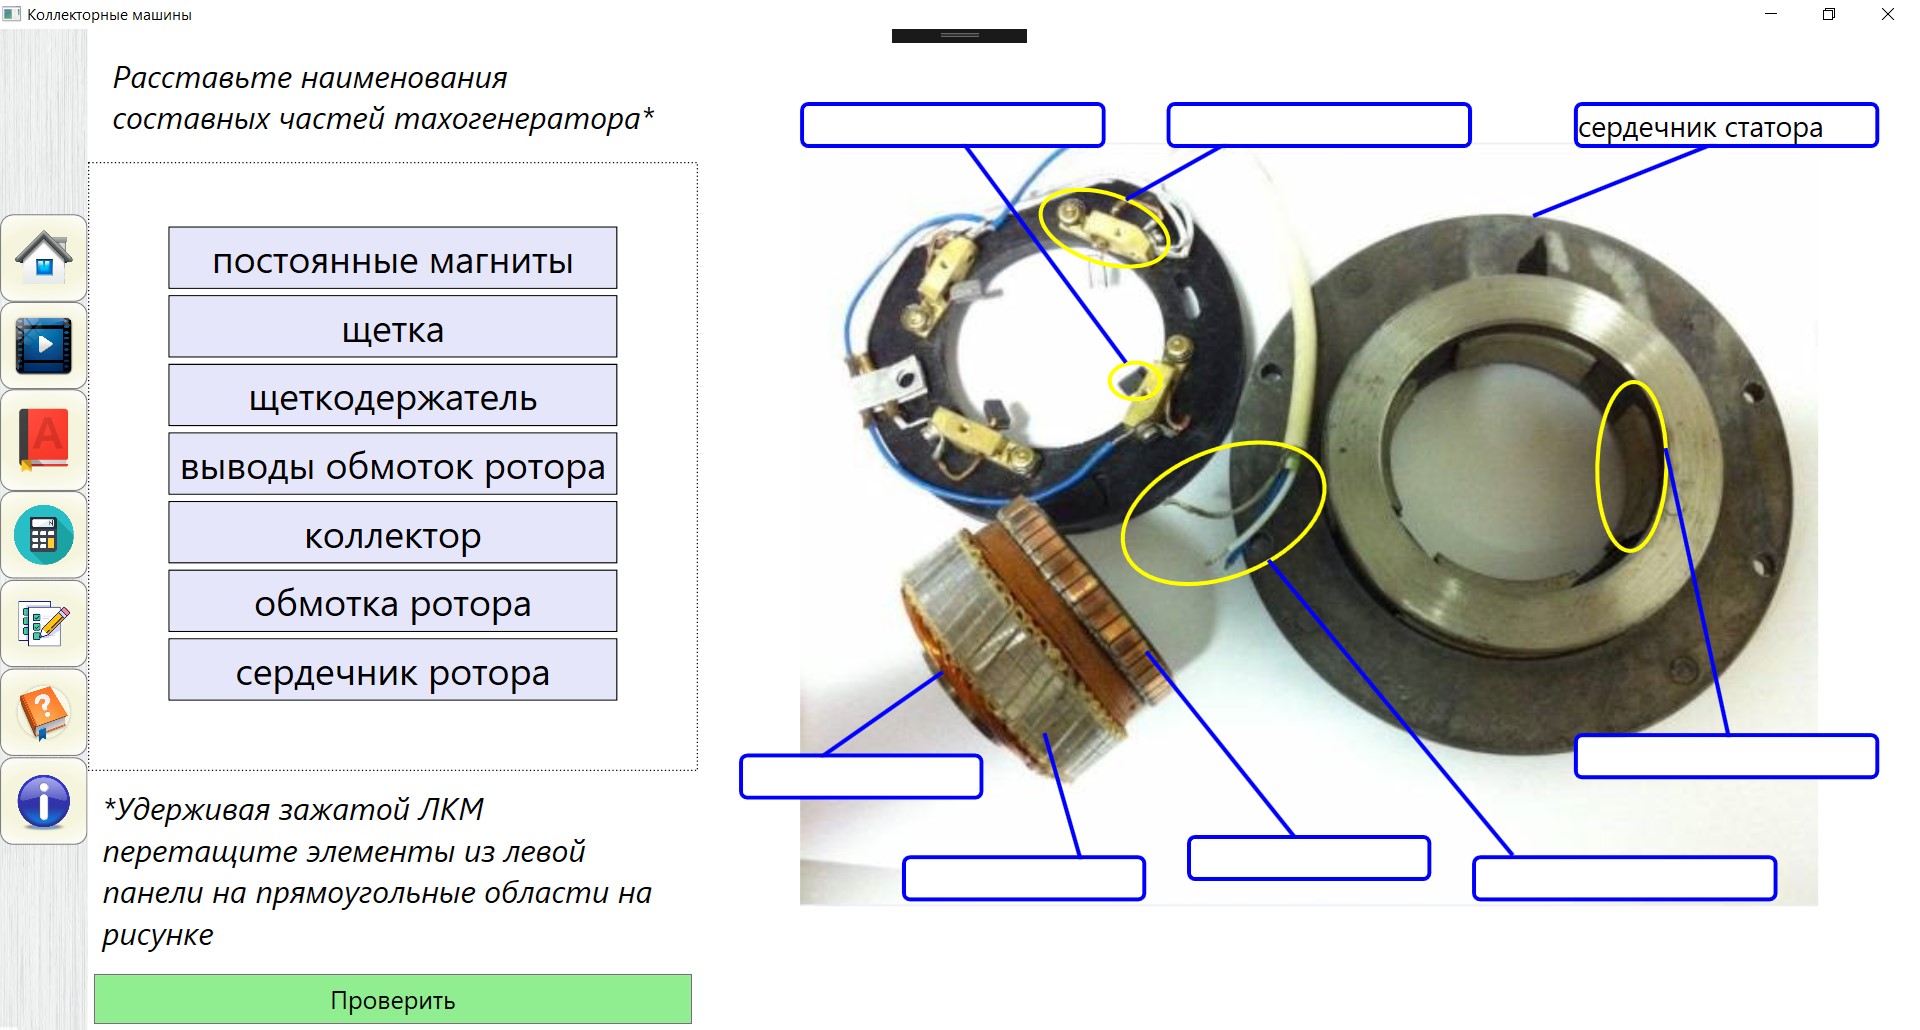 Коллекторные машины
Расставьте наименования
составных частей тахогенератора*
постоянные магниты
щетка
щеткодержатель
выводы обмоток ротора
коллектор
обмотка ротора
сердечник ротора
*Удерживая зажатой ЛКМ
перетащите элементы из левой
панели на прямоугольные области на
рисунке
Проверить
сердечник статора